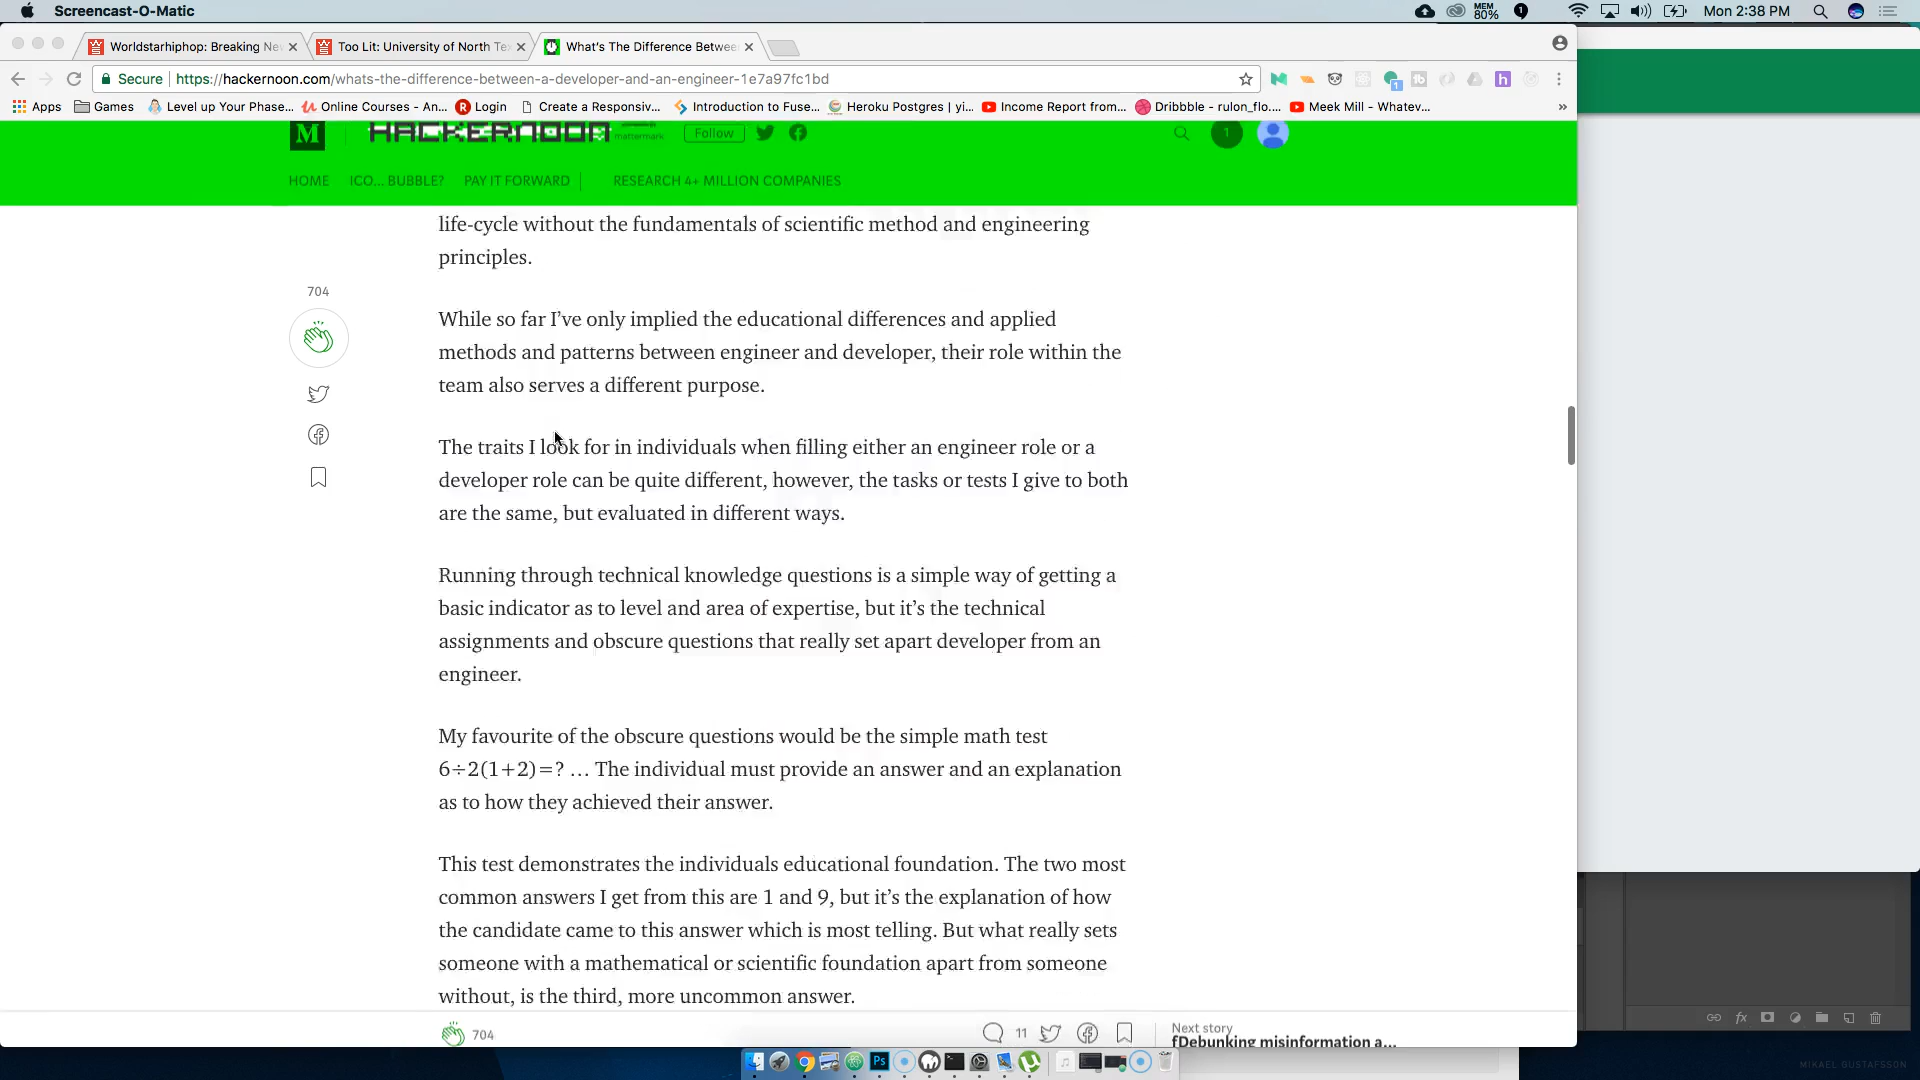 Screencast-O-Matic
MEM
80%
Mon 2:38 PM
Worldstarhiphop: Breaking Ne
Too Lit: University of North Te
What's The Difference Betwee
Secure
https://hackernoon.com/whats-the-difference-between-a-developer-and-an-engineer-1e7a97fc1bd
1
Apps
Games
Level up Your Phase...
Online Courses - An...
Login
Create a Responsiv...
Introduction to Fuse...
Heroku Postgres | yi...
Income Report from...
Dribbble - rulon_flo....
Meek Mill - Whatev...
»
M
HACKERNOON
mattermark
Follow
1
HOME
ICO... BUBBLE?
PAY IT FORWARD
RESEARCH 4+ MILLION COMPANIES
life-cycle without the fundamentals of scientific method and engineering
principles.
704
While so far I’ve only implied the educational differences and applied
methods and patterns between engineer and developer, their role within the
team also serves a different purpose.
The traits I look for in individuals when filling either an engineer role or a
developer role can be quite different, however, the tasks or tests I give to both
are the same, but evaluated in different ways.
Running through technical knowledge questions is a simple way of getting a
basic indicator as to level and area of expertise, but it’s the technical
assignments and obscure questions that really set apart developer from an
engineer.
My favourite of the obscure questions would be the simple math test
6÷2(1+2)=? … The individual must provide an answer and an explanation
as to how they achieved their answer.
This test demonstrates the individuals educational foundation. The two most
common answers I get from this are 1 and 9, but it’s the explanation of how
the candidate came to this answer which is most telling. But what really sets
someone with a mathematical or scientific foundation apart from someone
without, is the third, more uncommon answer.
704
11
Next story
fDebunking misinformation a...
fx
Ps
MIKAEL GUSTAFSSON